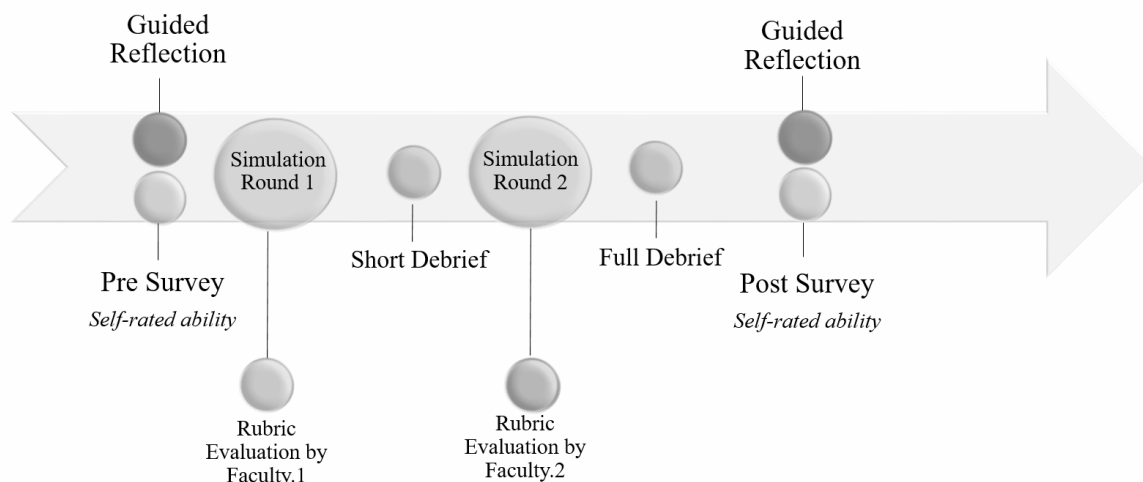 Guided
Reflection
Pre Survey
Self-rated ability
Simulation
Round 1
Rubric
Evaluation by
Faculty.1
Short Debrief
Simulation
Round 2
Rubric
Evaluation by
Faculty.2
Full Debrief
Guided
Reflection
Post Survey
Self-rated ability